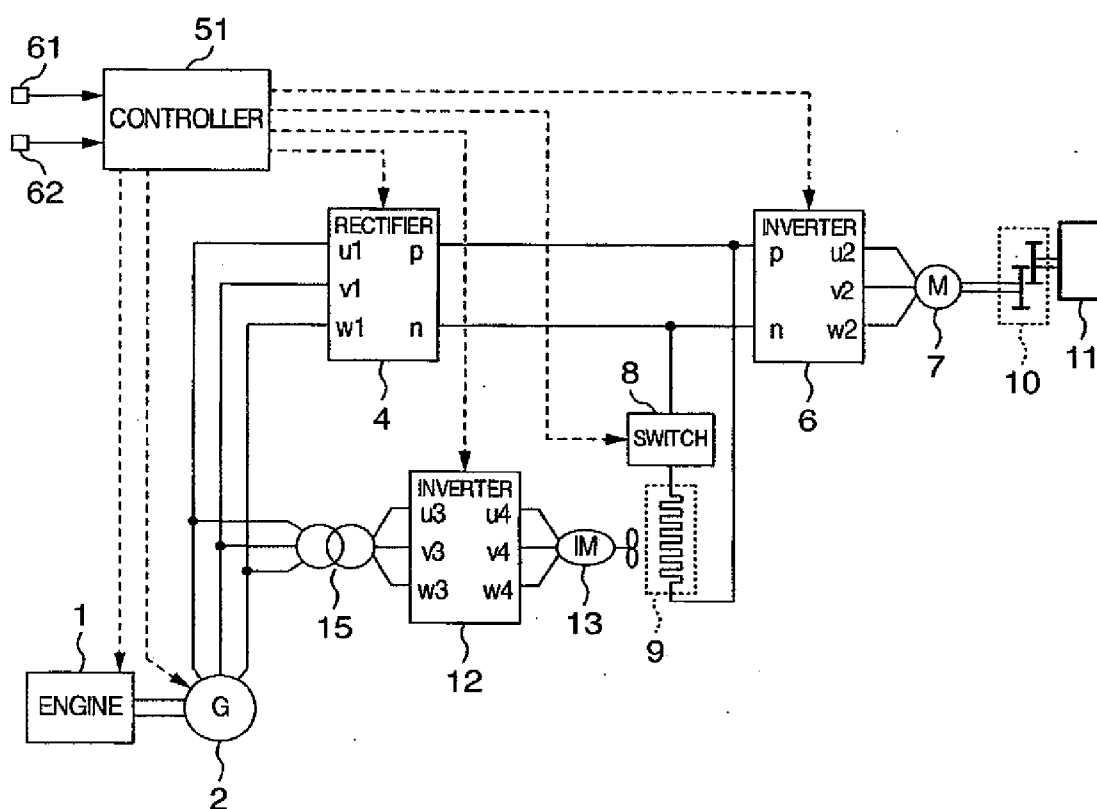 61
51
CONTROLLER
62
RECTIFIER
u1 p
v1
w1 n
4
INVERTER
p u2
v2
n w2
6
M
7
10
11
8
SWITCH
INVERTER
u3 u4
v3 v4
w3 w4
12
15
IM
13
9
1
ENGINE
G
2